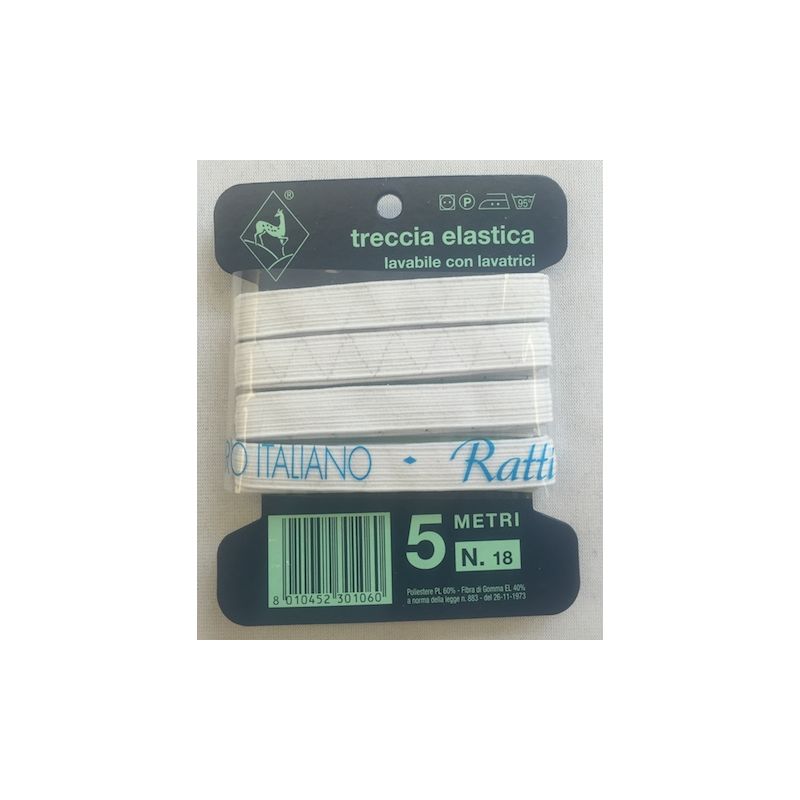 ®
P 95°
treccia elastica
lavabile con lavatrici
ITALIANO Ratti
5 METRI
N. 18
8 010452 301060
Poliestere PL 60% - Fibra di Gomma EL 40%
a norma della legge n. 883 - del 26-11-1973